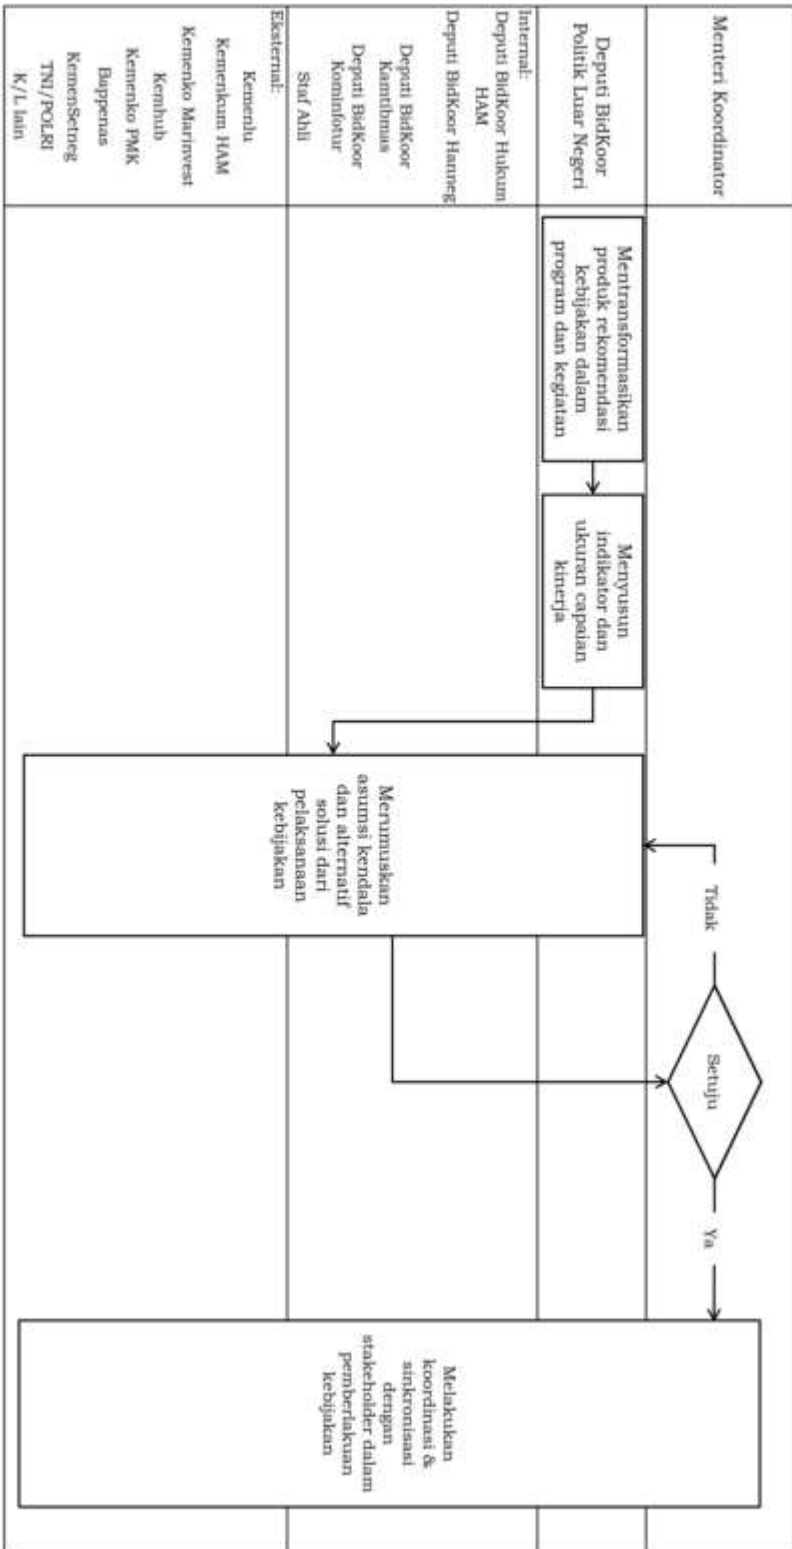 Menteri Koordinator
Deputi BidKoor
Politik Luar Negeri
Internal:
Deputi BidKoor Hukum
HAM
Deputi BidKoor Hanneg
Deputi BidKoor
Kamtibmas
Deputi BidKoor
Kominfotur
Staf Ahli
Eksternal:
Kemenlu
Kemenkum HAM
Kemenko Marinvest
Kemhub
Kemenko PMK
Bappenas
KemenSetneg
TNI/POLRI
K/L lain
Mentransformasikan
produk rekomendasi
kebijakan dalam
program dan kegiatan
Menyusun
indikator dan
ukuran capaian
kinerja
Merumuskan
asumsi kendala
dan alternatif
solusi dari
pelaksanaan
kebijakan
Tidak
Setuju
Ya
Melakukan
koordinasi &
sinkronisasi
dengan
stakeholder dalam
pemberlakuan
kebijakan